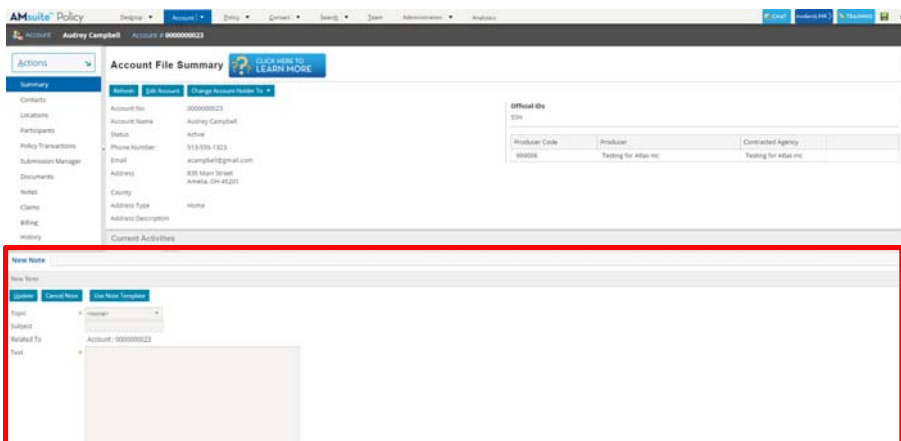 AMsuite™ Policy
Desktop Account Policy Contact Search Team Administration Analytics CHAT TRAINING
Account Audrey Campbell Account # 0000000023
Actions
Summary
Contacts
Locations
Participants
Policy Transactions
Submission Manager
Documents
Notes
Claims
Billing
History
Account File Summary
CLICK HERE TO
LEARN MORE
Refresh Edit Account Change Account Holder To
Account No 0000000023
Account Name Audrey Campbell
Status Active
Phone Number 513-555-1323
Email acampbell@gmail.com
Address 835 Main Street
Amelia, OH 45201
County
Address Type Home
Address Description
Official IDs
SSN
Producer Code Producer Contracted Agency
999006 Testing for Atlas Inc Testing for Atlas Inc
Current Activities
New Note
New Note
Update Cancel Note Use Note Template
Topic * <none>
Subject
Related To Account : 0000000023
Text *